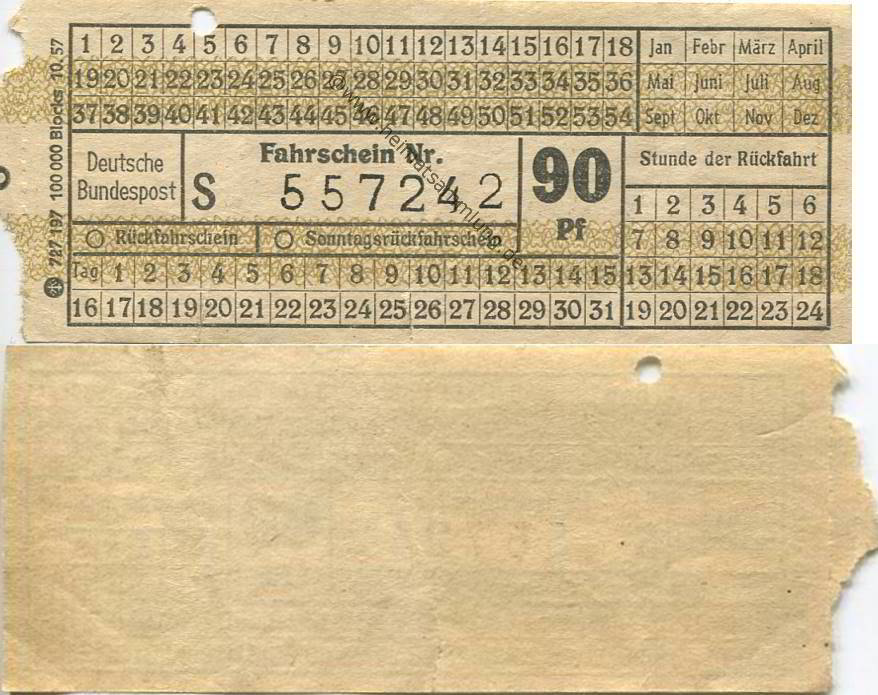 1 2 3 4 5 6 7 8 9 10 11 12 13 14 15 16 17 18 Jan Febr März April
19 20 21 22 23 24 25 26 27 28 29 30 31 32 33 34 35 36 Mai Juni Juli Aug
37 38 39 40 41 42 43 44 45 46 47 48 49 50 51 52 53 54 Sept Okt Nov Dez
727 197 100 000 Blocks 10.57
Deutsche
Bundespost
Fahrschein Nr.
S 557242
90
Pf
Stunde der Rückfahrt
1 2 3 4 5 6
Rückfahrschein Sonntagsrückfahrschein
7 8 9 10 11 12
Tag 1 2 3 4 5 6 7 8 9 10 11 12 13 14 15 13 14 15 16 17 18
16 17 18 19 20 21 22 23 24 25 26 27 28 29 30 31 19 20 21 22 23 24
www.heimatsammlung.de